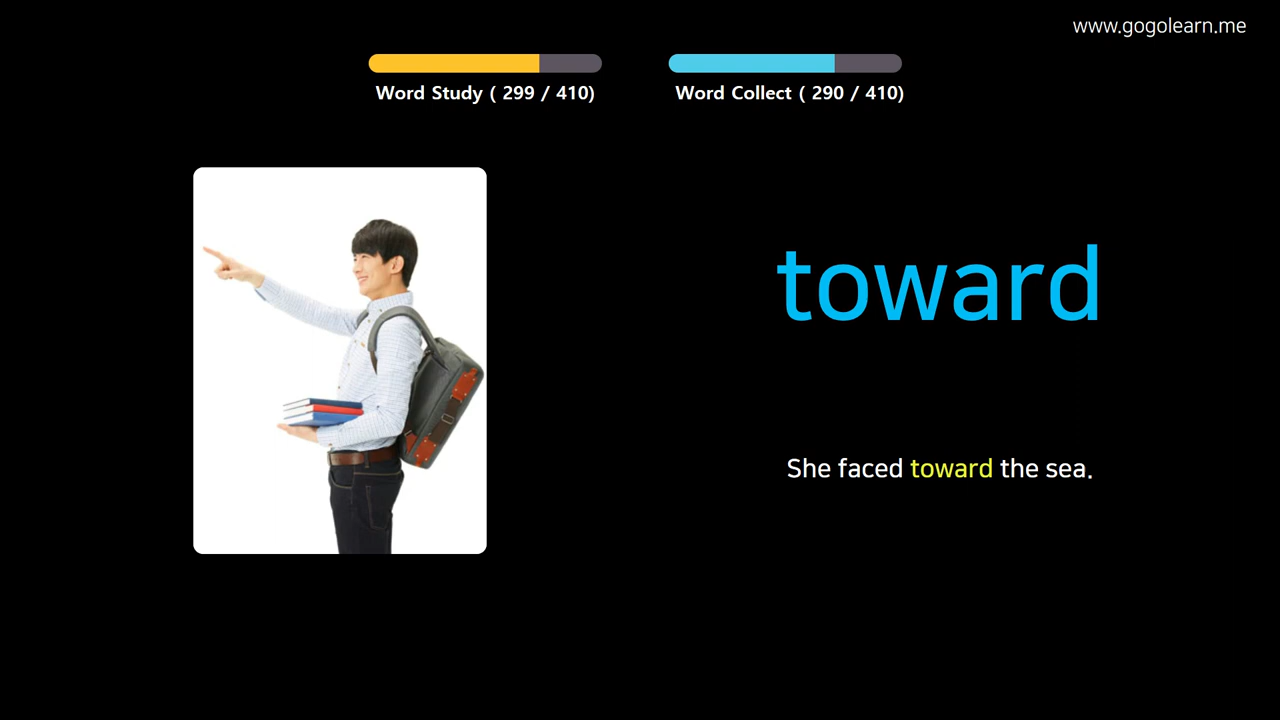 www.gogolearn.me
Word Study ( 299 / 410)
Word Collect ( 290 / 410)
toward
She faced toward the sea.